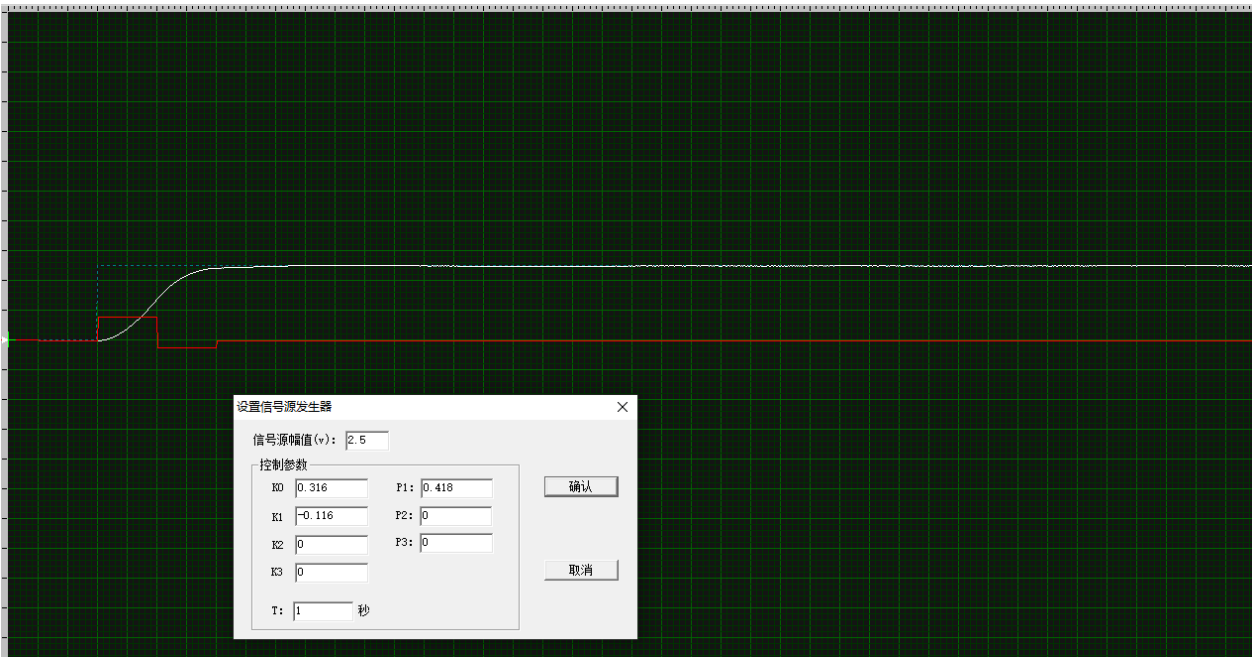 设置信号源发生器
信号源幅值(v): 2.5
控制参数
K0 0.316 P1: 0.418 确认
K1 -0.116 P2: 0
K2 0 P3: 0
K3 0 取消
T: 1 秒